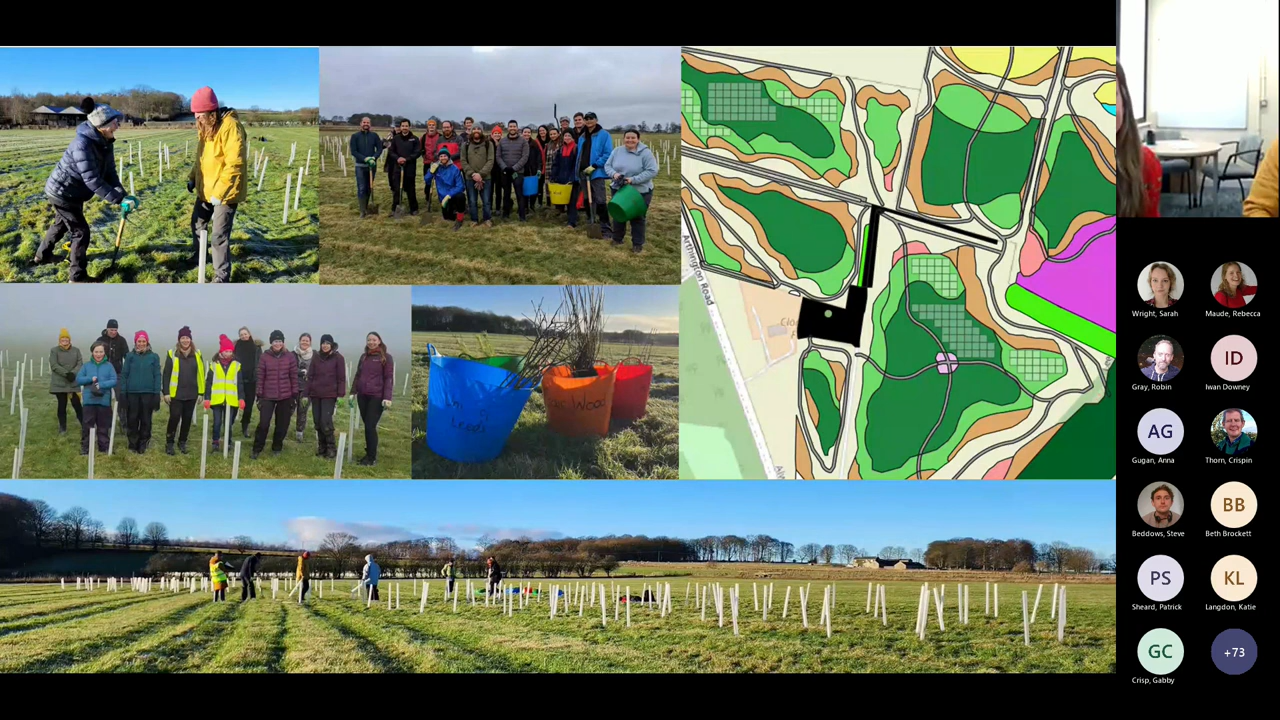 Arthington Road
Wright, Sarah
Maude, Rebecca
Gray, Robin
ID
Iwan Downey
AG
Gugan, Anna
Thorn, Crispin
Beddows, Steve
BB
Beth Brockett
PS
Sheard, Patrick
KL
Langdon, Katie
GC
Crisp, Gabby
+73